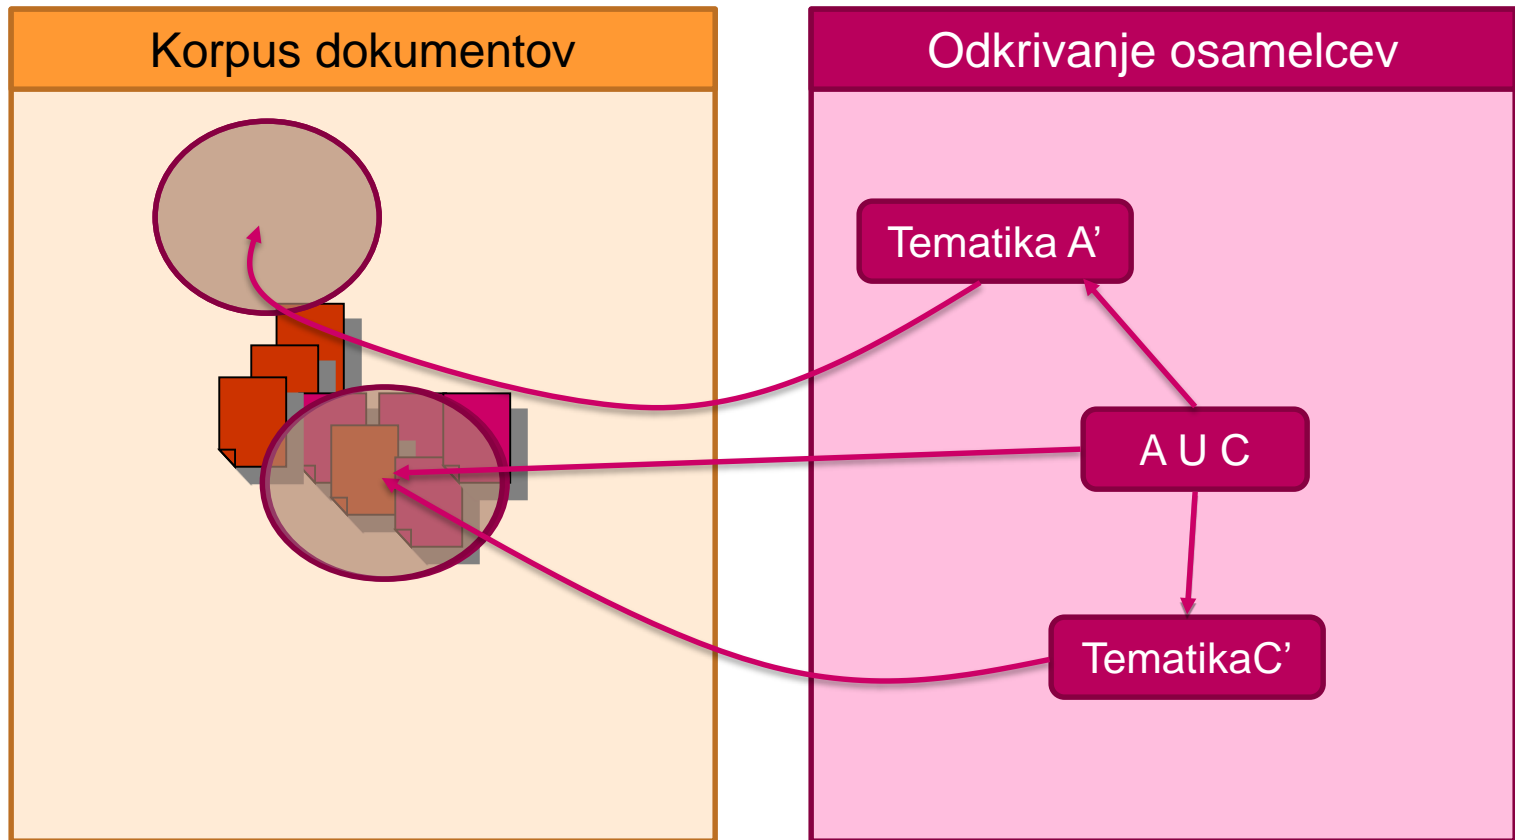 Korpus dokumentov
Odkrivanje osamelcev
Tematika A’
A U C
TematikaC’